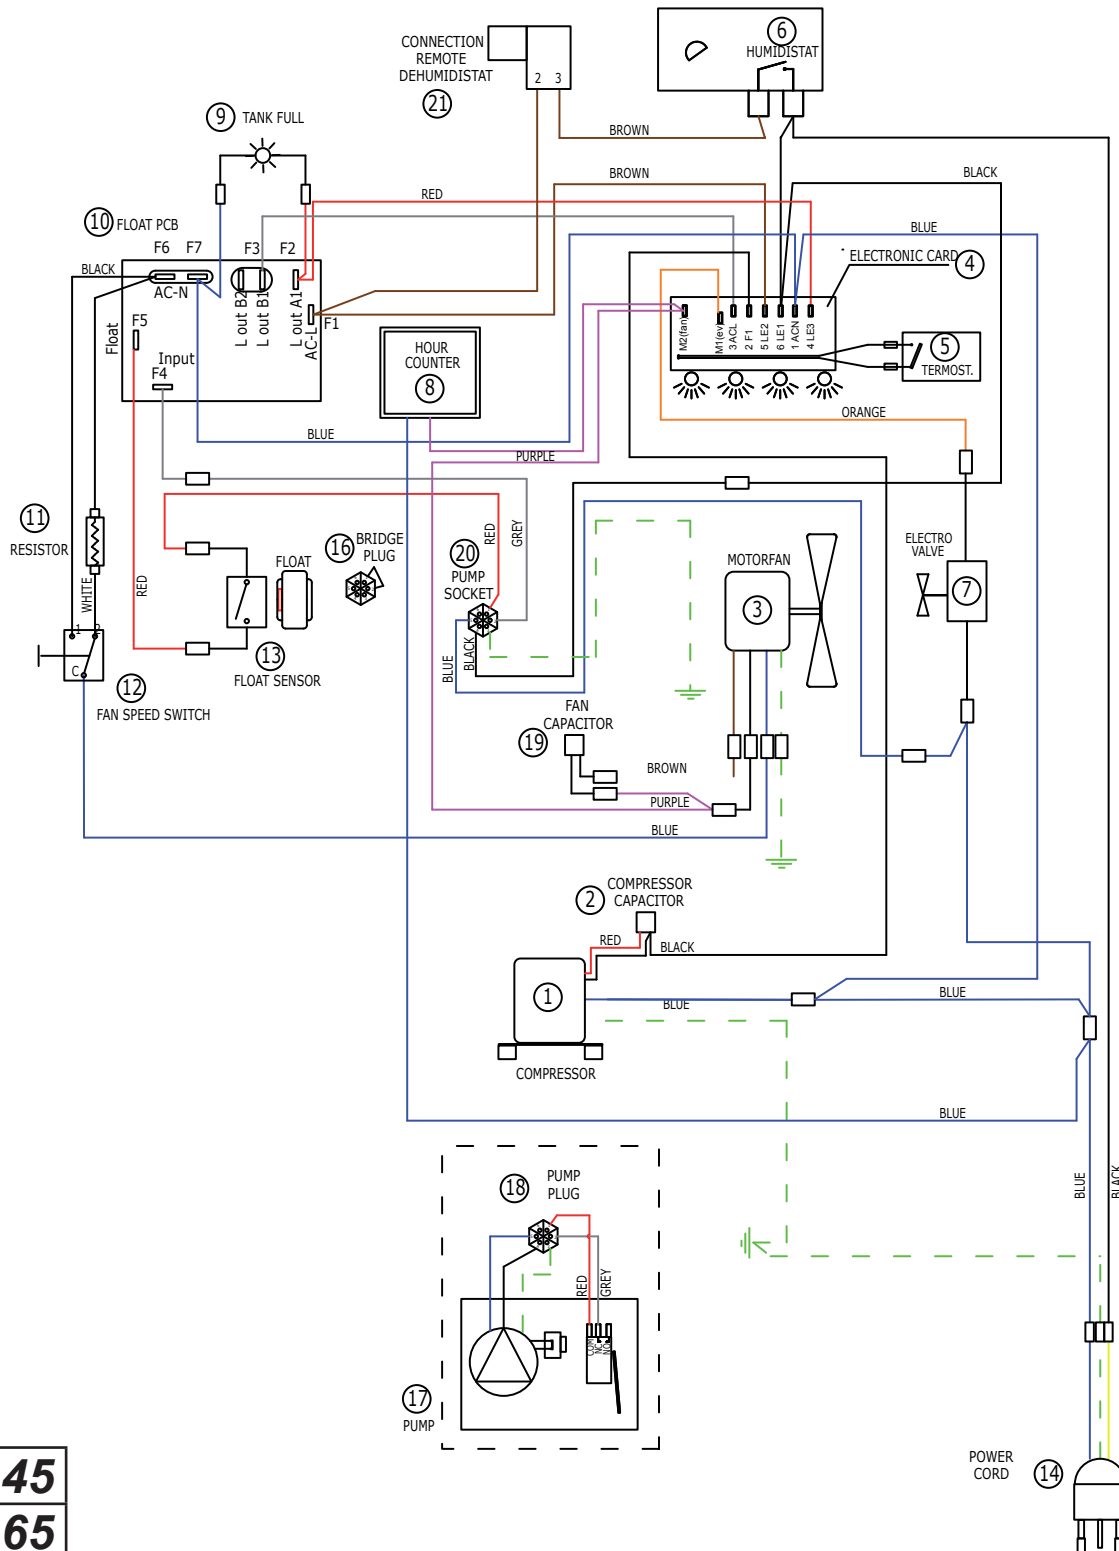 CONNECTION
REMOTE
DEHUMIDISTAT
21
2 3
6
HUMIDISTAT
9 TANK FULL
BROWN
BROWN
BLACK
RED
BLUE
10 FLOAT PCB
F6 F7 F3 F2
BLACK
AC-N
L out B2
L out B1
L out A1
AC-L
F1
Float
F5
Input
F4
ELECTRONIC CARD 4
M2(fan)
M1(ev)
3 ACL
2 F1
5 LE2
6 LE1
1 ACN
4 LE3
5
TERMOST.
HOUR
COUNTER
8
ORANGE
BLUE
PURPLE
11
RESISTOR
WHITE
RED
16 BRIDGE
PLUG
FLOAT
20
PUMP
SOCKET
RED
GREY
MOTORFAN
3
ELECTRO
VALVE
7
1 2
C
12
FAN SPEED SWITCH
13
FLOAT SENSOR
BLUE
BLACK
FAN
CAPACITOR
19
BROWN
PURPLE
BLUE
2
COMPRESSOR
CAPACITOR
RED
BLACK
1
BLUE
BLUE
COMPRESSOR
BLUE
BLUE
BLACK
18
PUMP
PLUG
RED
GREY
COM
NC
NO
17
PUMP
POWER
CORD
14
45
65